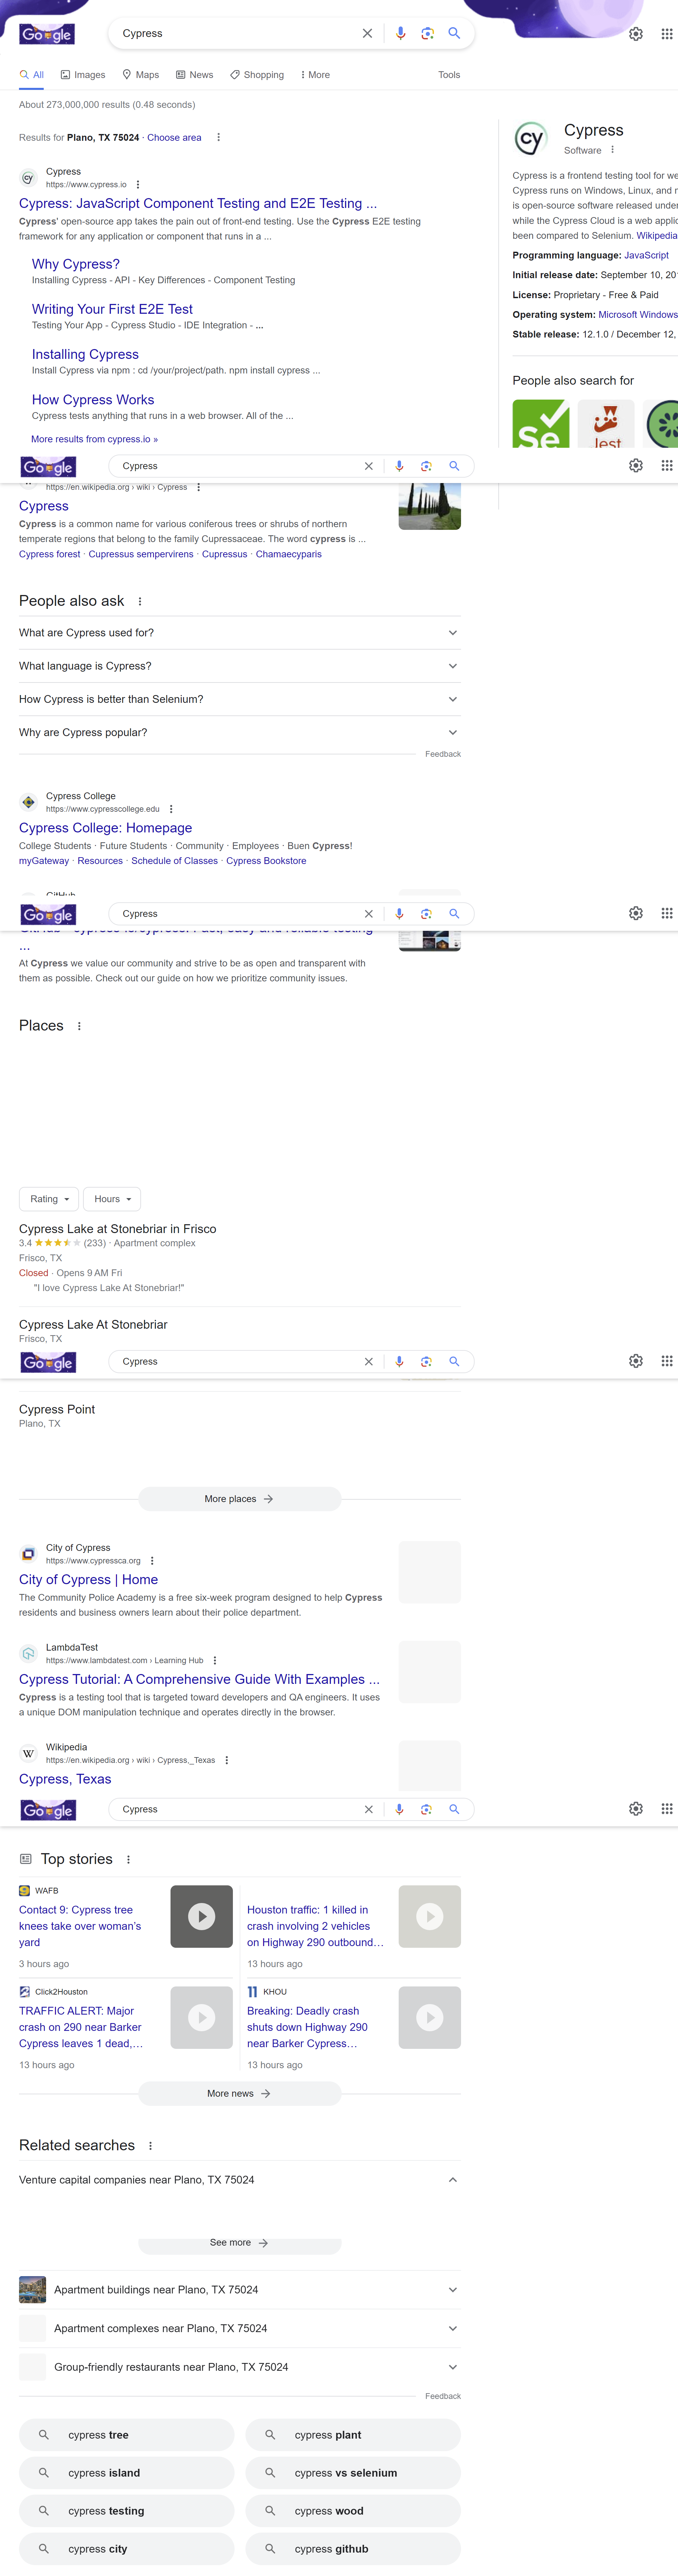 Google
Cypress
All
Images
Maps
News
Shopping
More
Tools
About 273,000,000 results (0.48 seconds)
Results for Plano, TX 75024 · Choose area
Cypress
https://www.cypress.io
Cypress: JavaScript Component Testing and E2E Testing ...
Cypress' open-source app takes the pain out of front-end testing. Use the Cypress E2E testing
framework for any application or component that runs in a ...
Why Cypress?
Installing Cypress - API - Key Differences - Component Testing
Writing Your First E2E Test
Testing Your App - Cypress Studio - IDE Integration - ...
Installing Cypress
Install Cypress via npm : cd /your/project/path. npm install cypress ...
How Cypress Works
Cypress tests anything that runs in a web browser. All of the ...
More results from cypress.io »
cy
Cypress
Software
Cypress is a frontend testing tool for we
Cypress runs on Windows, Linux, and r
is open-source software released under
while the Cypress Cloud is a web applic
been compared to Selenium. Wikipedia
Programming language: JavaScript
Initial release date: September 10, 20
License: Proprietary - Free & Paid
Operating system: Microsoft Windows
Stable release: 12.1.0 / December 12,
People also search for
Se
Jest
Google
Cypress
https://en.wikipedia.org › wiki › Cypress
Cypress
Cypress is a common name for various coniferous trees or shrubs of northern
temperate regions that belong to the family Cupressaceae. The word cypress is ...
Cypress forest · Cupressus sempervirens · Cupressus · Chamaecyparis
People also ask
What are Cypress used for?
What language is Cypress?
How Cypress is better than Selenium?
Why are Cypress popular?
Feedback
Cypress College
https://www.cypresscollege.edu
Cypress College: Homepage
College Students · Future Students · Community · Employees · Buen Cypress!
myGateway · Resources · Schedule of Classes · Cypress Bookstore
GitHub
Google
Cypress
...
At Cypress we value our community and strive to be as open and transparent with
them as possible. Check out our guide on how we prioritize community issues.
Places
Rating
Hours
Cypress Lake at Stonebriar in Frisco
3.4 (233) · Apartment complex
Frisco, TX
Closed · Opens 9 AM Fri
"I love Cypress Lake At Stonebriar!"
Cypress Lake At Stonebriar
Frisco, TX
Google
Cypress
Cypress Point
Plano, TX
More places
City of Cypress
https://www.cypressca.org
City of Cypress | Home
The Community Police Academy is a free six-week program designed to help Cypress
residents and business owners learn about their police department.
LambdaTest
https://www.lambdatest.com › Learning Hub
Cypress Tutorial: A Comprehensive Guide With Examples ...
Cypress is a testing tool that is targeted toward developers and QA engineers. It uses
a unique DOM manipulation technique and operates directly in the browser.
W
Wikipedia
https://en.wikipedia.org › wiki › Cypress,_Texas
Cypress, Texas
Google
Cypress
Top stories
WAFB
Contact 9: Cypress tree
knees take over woman's
yard
3 hours ago
Houston traffic: 1 killed in
crash involving 2 vehicles
on Highway 290 outbound...
13 hours ago
Click2Houston
TRAFFIC ALERT: Major
crash on 290 near Barker
Cypress leaves 1 dead,...
13 hours ago
11
KHOU
Breaking: Deadly crash
shuts down Highway 290
near Barker Cypress...
13 hours ago
More news
Related searches
Venture capital companies near Plano, TX 75024
See more
Apartment buildings near Plano, TX 75024
Apartment complexes near Plano, TX 75024
Group-friendly restaurants near Plano, TX 75024
Feedback
cypress tree
cypress plant
cypress island
cypress vs selenium
cypress testing
cypress wood
cypress city
cypress github